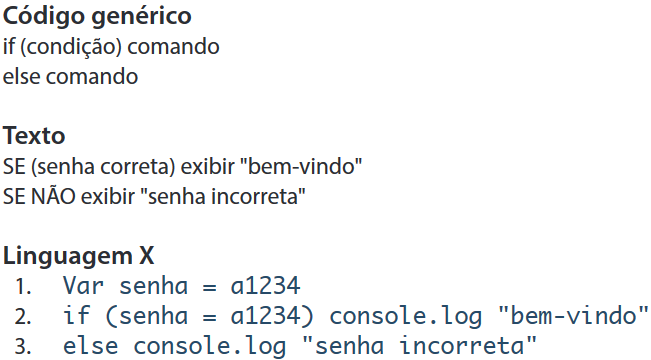 Código genérico
if (condição) comando
else comando
Texto
SE (senha correta) exibir "bem-vindo"
SE NÃO exibir "senha incorreta"
Linguagem X
1. Var senha = a1234
2. if (senha = a1234) console.log "bem-vindo"
3. else console.log "senha incorreta"